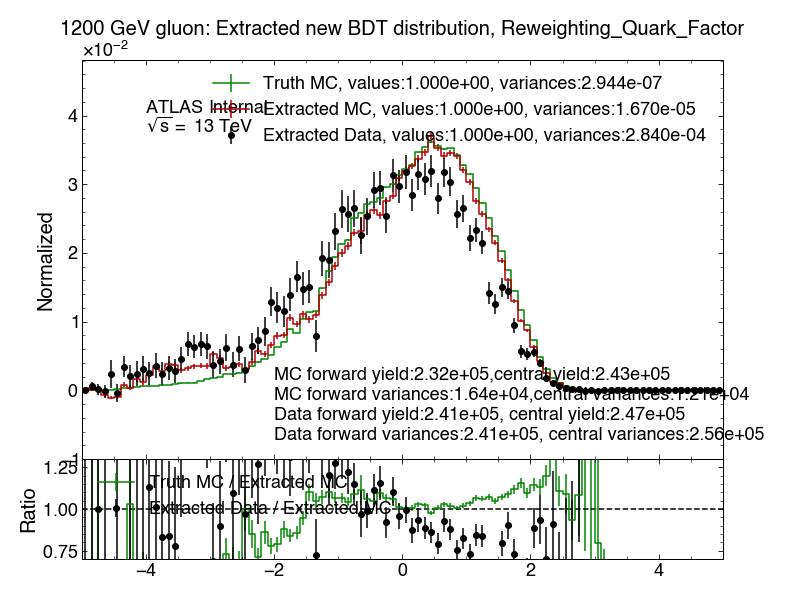 1200 GeV gluon: Extracted new BDT distribution, Reweighting_Quark_Factor
×10⁻²
Truth MC, values:1.000e+00, variances:2.944e-07
ATLAS Internal
Extracted MC, values:1.000e+00, variances:1.670e-05
√s = 13 TeV
Extracted Data, values:1.000e+00, variances:2.840e-04
Normalized
4
3
2
1
0
1
MC forward yield:2.32e+05,central yield:2.43e+05
MC forward variances:1.64e+04,central variances:1.21e+04
Data forward yield:2.41e+05, central yield:2.47e+05
Data forward variances:2.41e+05, central variances:2.56e+05
Ratio
1.25
1.00
0.75
Truth MC / Extracted MC
Extracted Data / Extracted MC
−4
−2
0
2
4